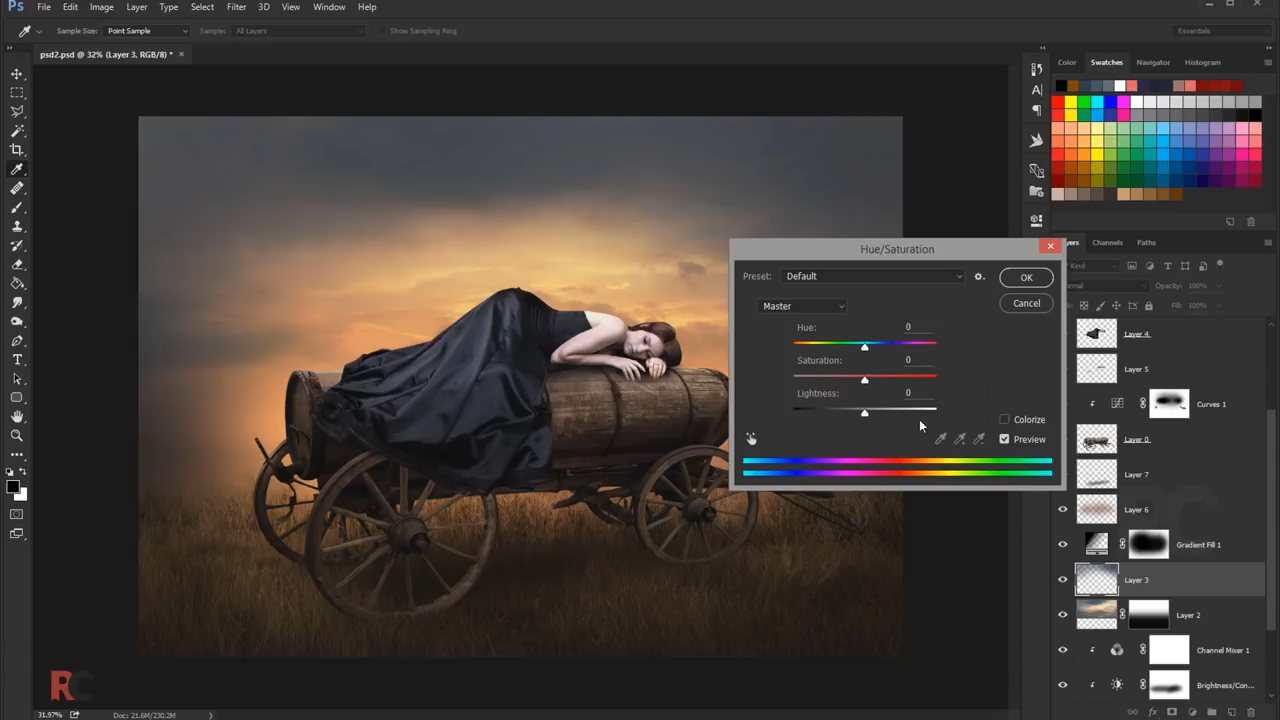 Ps File Edit Image Layer Type Select Filter 3D View Window Help
Sample Size: Point Sample Sample: All Layers Show Sampling Ring Essentials
psd2.psd @ 32% (Layer 3, RGB/8) * ×
Color Swatches Navigator Histogram
Hue/Saturation
Preset: Default
OK
Master
Cancel
Hue: 0
Saturation: 0
Lightness: 0
Colorize
Preview
Channels Paths
Kind
Opacity: 100%
Fill: 100%
Layer 4
Layer 5
Curves 1
Layer 0
Layer 7
Layer 6
Gradient Fill 1
Layer 3
Layer 2
Channel Mixer 1
Brightness/Con...
RC
31.97% Doc: 21.6M/230.2M